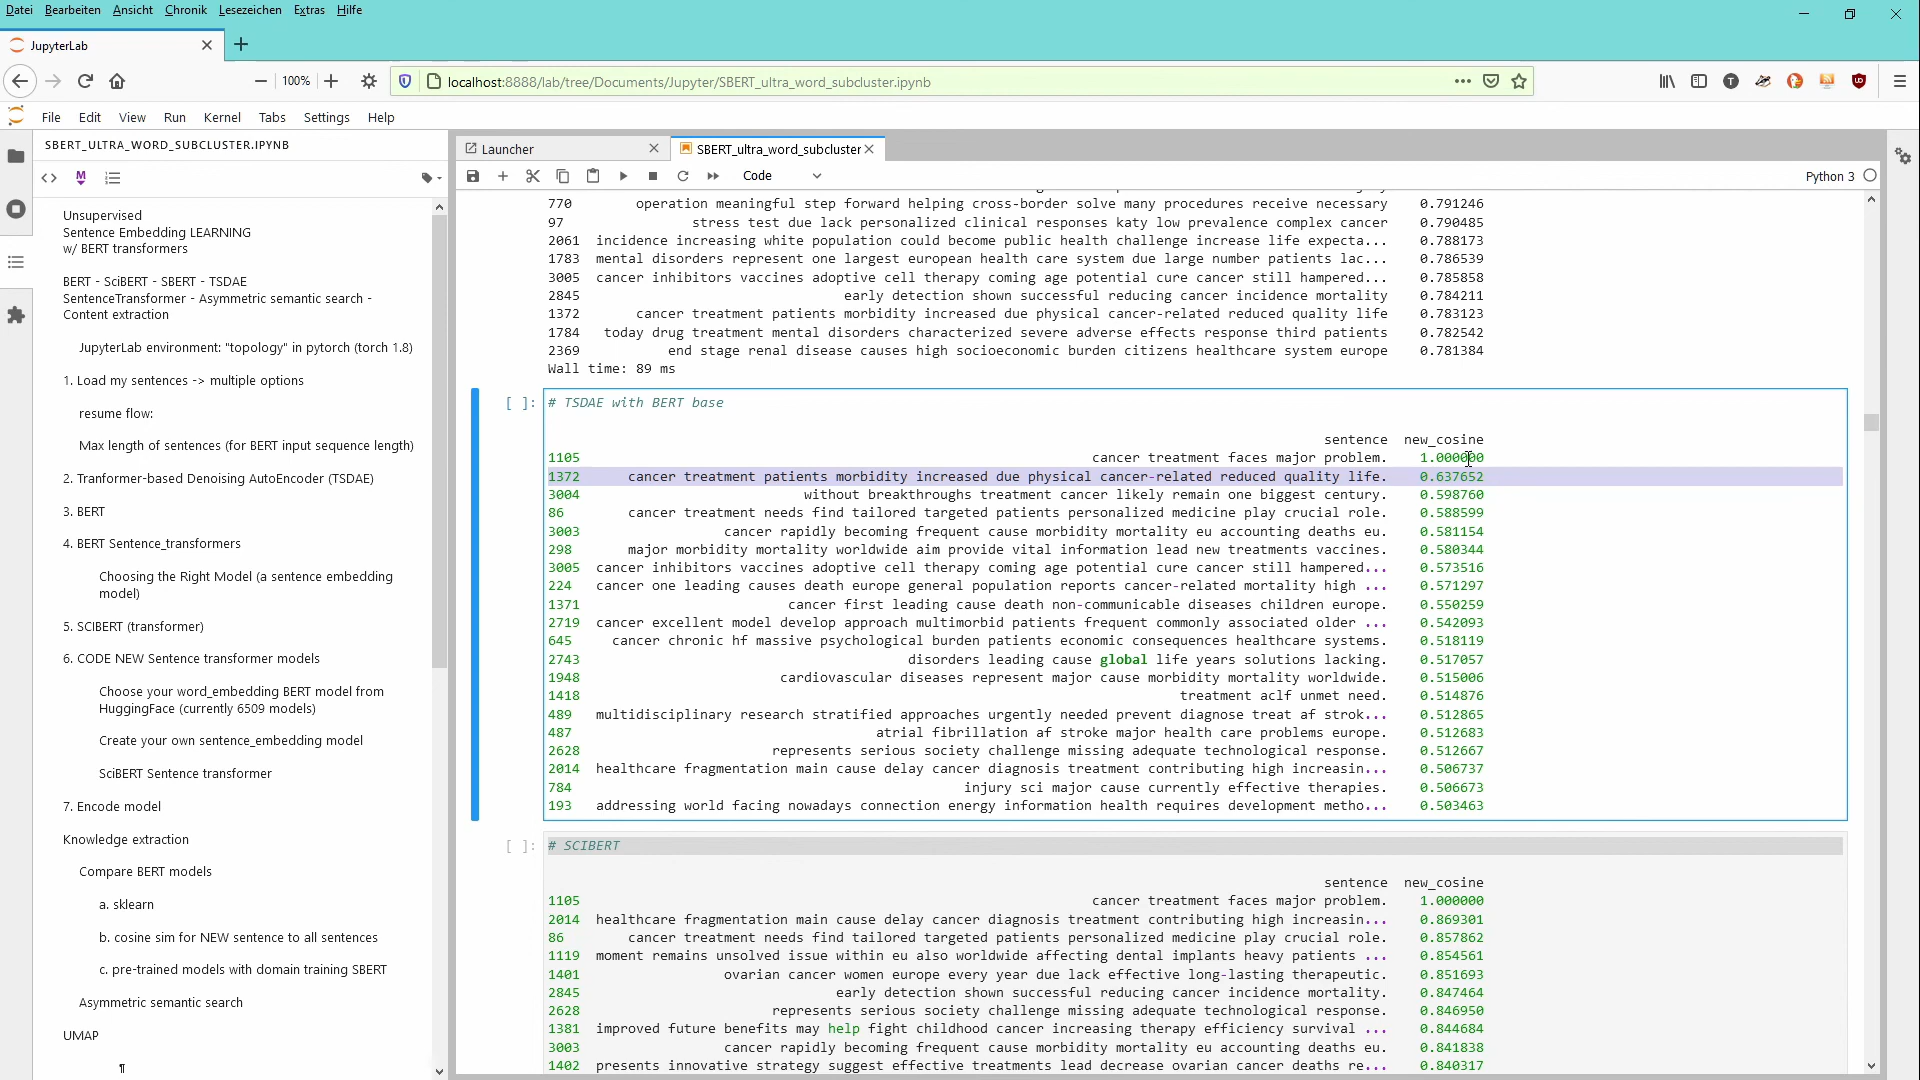 Datei Bearbeiten Ansicht Chronik Lesezeichen Extras Hilfe
JupyterLab
100%
localhost:8888/lab/tree/Documents/Jupyter/SBERT_ultra_word_subcluster.ipynb
File Edit View Run Kernel Tabs Settings Help
SBERT_ULTRA_WORD_SUBCLUSTER.IPYNB
Unsupervised
Sentence Embedding LEARNING
w/ BERT transformers
BERT - SciBERT - SBERT - TSDAE
SentenceTransformer - Asymmetric semantic search -
Content extraction
JupyterLab environment: "topology" in pytorch (torch 1.8)
1. Load my sentences -> multiple options
resume flow:
Max length of sentences (for BERT input sequence length)
2. Tranformer-based Denoising AutoEncoder (TSDAE)
3. BERT
4. BERT Sentence_transformers
Choosing the Right Model (a sentence embedding
model)
5. SCIBERT (transformer)
6. CODE NEW Sentence transformer models
Choose your word_embedding BERT model from
HuggingFace (currently 6509 models)
Create your own sentence_embedding model
SciBERT Sentence transformer
7. Encode model
Knowledge extraction
Compare BERT models
a. sklearn
b. cosine sim for NEW sentence to all sentences
c. pre-trained models with domain training SBERT
Asymmetric semantic search
UMAP
¶
Launcher
SBERT_ultra_word_subcluster
Code
Python 3
770 operation meaningful step forward helping cross-border solve many procedures receive necessary 0.791246
97 stress test due lack personalized clinical responses katy low prevalence complex cancer 0.790485
2061 incidence increasing white population could become public health challenge increase life expecta... 0.788173
1783 mental disorders represent one largest european health care system due large number patients lac... 0.786539
3005 cancer inhibitors vaccines adoptive cell therapy coming age potential cure cancer still hampered... 0.785858
2845 early detection shown successful reducing cancer incidence mortality 0.784211
1372 cancer treatment patients morbidity increased due physical cancer-related reduced quality life 0.783123
1784 today drug treatment mental disorders characterized severe adverse effects response third patients 0.782542
2369 end stage renal disease causes high socioeconomic burden citizens healthcare system europe 0.781384
Wall time: 89 ms
[ ]: # TSDAE with BERT base
sentence new_cosine
1105 cancer treatment faces major problem. 1.000000
1372 cancer treatment patients morbidity increased due physical cancer-related reduced quality life. 0.637652
3004 without breakthroughs treatment cancer likely remain one biggest century. 0.598760
86 cancer treatment needs find tailored targeted patients personalized medicine play crucial role. 0.588599
3003 cancer rapidly becoming frequent cause morbidity mortality eu accounting deaths eu. 0.581154
298 major morbidity mortality worldwide aim provide vital information lead new treatments vaccines. 0.580344
3005 cancer inhibitors vaccines adoptive cell therapy coming age potential cure cancer still hampered... 0.573516
224 cancer one leading causes death europe general population reports cancer-related mortality high ... 0.571297
1371 cancer first leading cause death non-communicable diseases children europe. 0.550259
2719 cancer excellent model develop approach multimorbid patients frequent commonly associated older ... 0.542093
645 cancer chronic hf massive psychological burden patients economic consequences healthcare systems. 0.518119
2743 disorders leading cause global life years solutions lacking. 0.517057
1948 cardiovascular diseases represent major cause morbidity mortality worldwide. 0.515006
1418 treatment aclf unmet need. 0.514876
489 multidisciplinary research stratified approaches urgently needed prevent diagnose treat af strok... 0.512865
487 atrial fibrillation af stroke major health care problems europe. 0.512683
2628 represents serious society challenge missing adequate technological response. 0.512667
2014 healthcare fragmentation main cause delay cancer diagnosis treatment contributing high increasin... 0.506737
784 injury sci major cause currently effective therapies. 0.506673
193 addressing world facing nowadays connection energy information health requires development metho... 0.503463
[ ]: # SCIBERT
sentence new_cosine
1105 cancer treatment faces major problem. 1.000000
2014 healthcare fragmentation main cause delay cancer diagnosis treatment contributing high increasin... 0.869301
86 cancer treatment needs find tailored targeted patients personalized medicine play crucial role. 0.857862
1119 moment remains unsolved issue within eu also worldwide affecting dental implants heavy patients ... 0.854561
1401 ovarian cancer women europe every year due lack effective long-lasting therapeutic. 0.851693
2845 early detection shown successful reducing cancer incidence mortality. 0.847464
2628 represents serious society challenge missing adequate technological response. 0.846950
1381 improved future benefits may help fight childhood cancer increasing therapy efficiency survival ... 0.844684
3003 cancer rapidly becoming frequent cause morbidity mortality eu accounting deaths eu. 0.841838
1402 presents innovative strategy suggest effective treatments lead decrease ovarian cancer deaths re... 0.840317